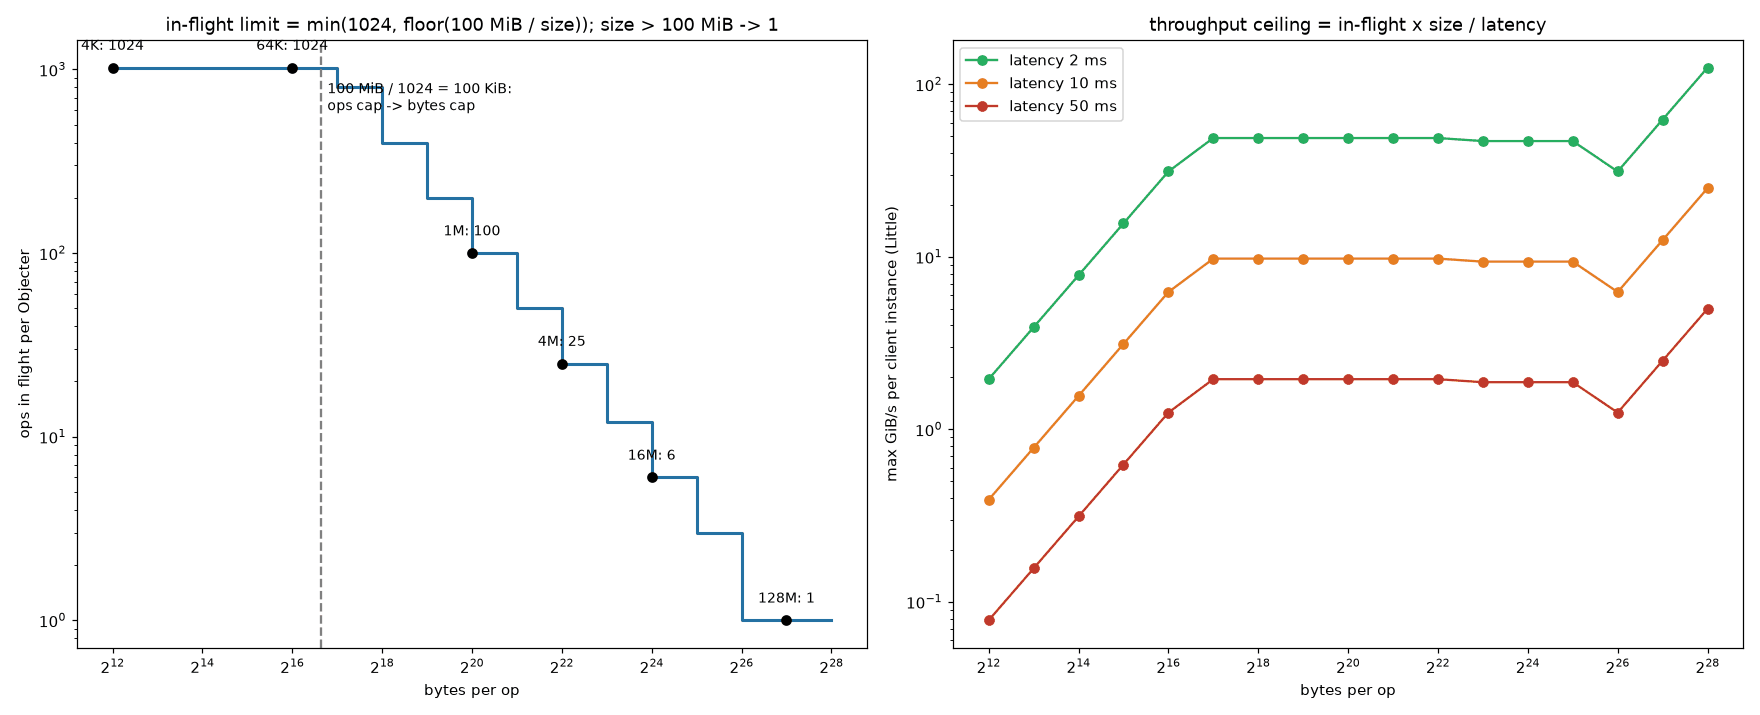 in-flight limit = min(1024, floor(100 MiB / size)); size > 100 MiB -> 1
4K: 1024
64K: 1024
100 MiB / 1024 = 100 KiB:
ops cap -> bytes cap
1M: 100
4M: 25
16M: 6
128M: 1
10³
10²
10¹
10⁰
ops in flight per Objecter
2¹² 2¹⁴ 2¹⁶ 2¹⁸ 2²⁰ 2²² 2²⁴ 2²⁶ 2²⁸
bytes per op
throughput ceiling = in-flight x size / latency
latency 2 ms
latency 10 ms
latency 50 ms
10²
10¹
10⁰
10⁻¹
max GiB/s per client instance (Little)
2¹² 2¹⁴ 2¹⁶ 2¹⁸ 2²⁰ 2²² 2²⁴ 2²⁶ 2²⁸
bytes per op